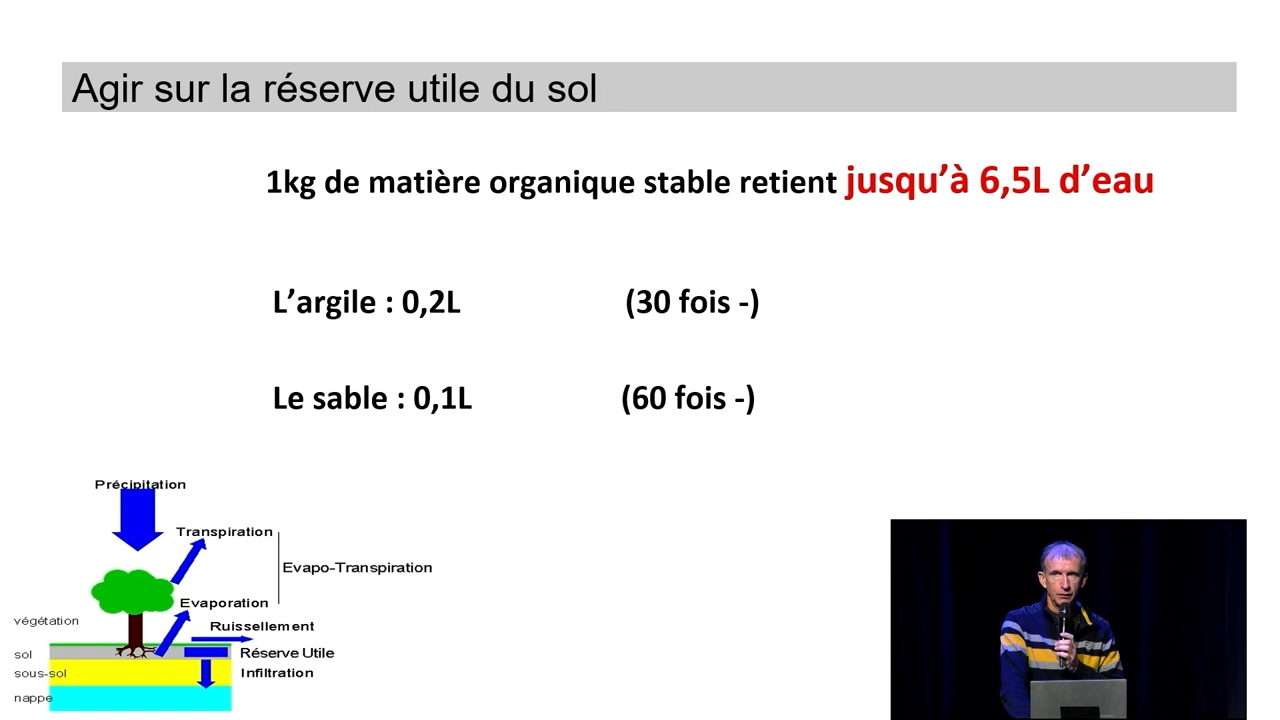 Agir sur la réserve utile du sol
1kg de matière organique stable retient jusqu’à 6,5L d’eau
L’argile : 0,2L (30 fois -)
Le sable : 0,1L (60 fois -)
Précipitation
Transpiration
Evapo-Transpiration
Evaporation
végétation
Ruissellement
sol
Réserve Utile
sous-sol
Infiltration
nappe